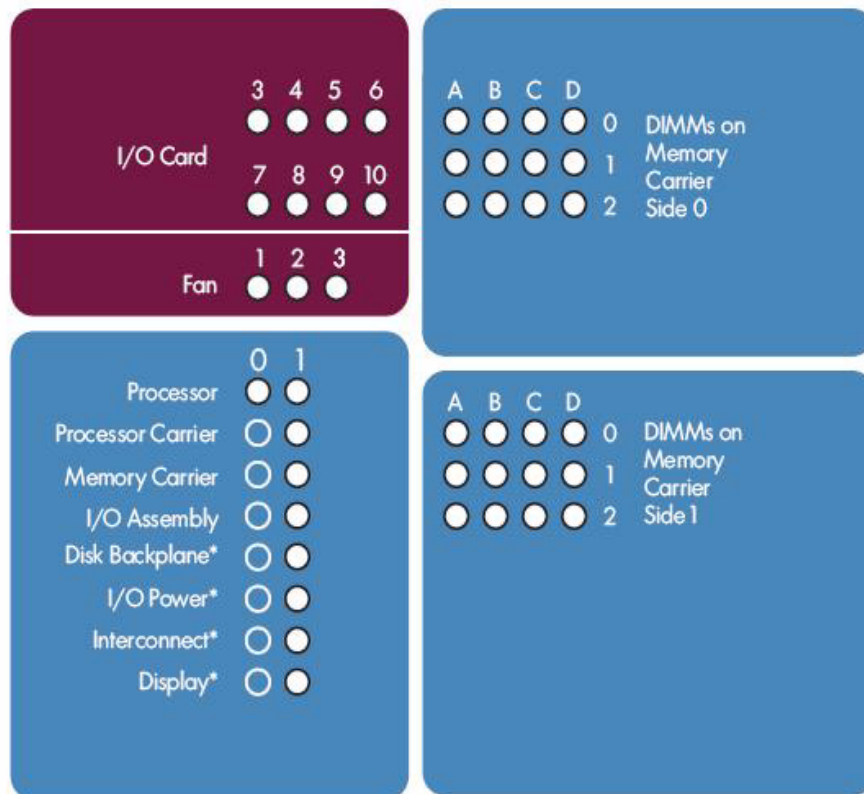 3 4 5 6
I/O Card
7 8 9 10
1 2 3
Fan
0 1
Processor
Processor Carrier
Memory Carrier
I/O Assembly
Disk Backplane*
I/O Power*
Interconnect*
Display*
A B C D
0 DIMMs on
1 Memory
Carrier
2 Side 0
A B C D
0 DIMMs on
1 Memory
Carrier
2 Side 1